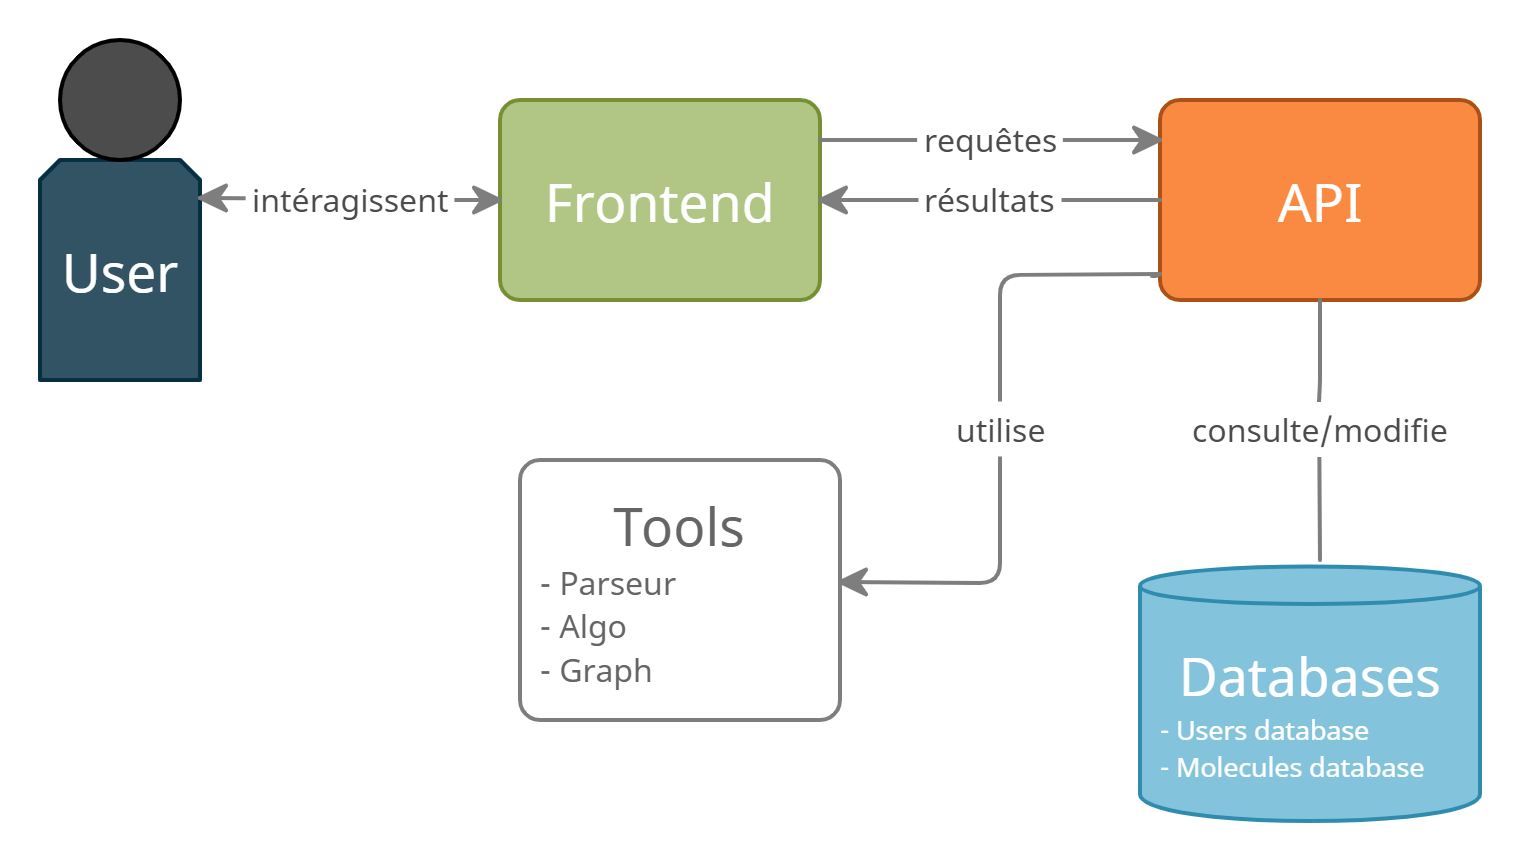 User
intéragissent
Frontend
requêtes
résultats
API
utilise
consulte/modifie
Tools
- Parseur
- Algo
- Graph
Databases
- Users database
- Molecules database